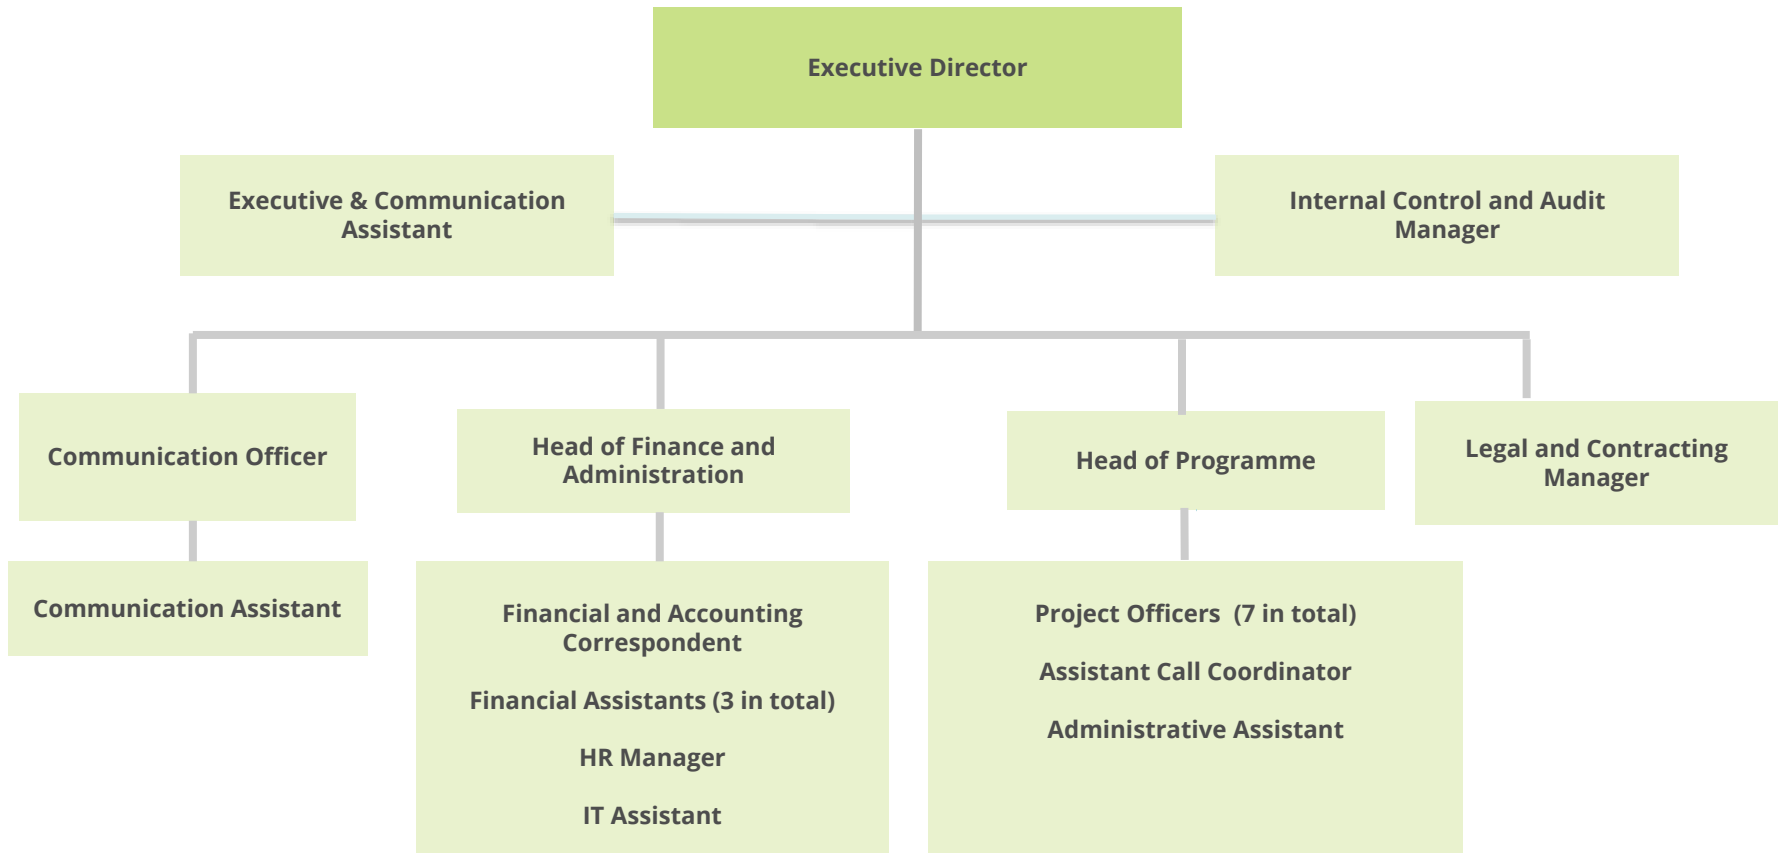 Executive Director
Executive & Communication
Assistant
Internal Control and Audit
Manager
Communication Officer
Head of Finance and
Administration
Head of Programme
Legal and Contracting
Manager
Communication Assistant
Financial and Accounting
Correspondent
Financial Assistants (3 in total)
HR Manager
IT Assistant
Project Officers  (7 in total)
Assistant Call Coordinator
Administrative Assistant